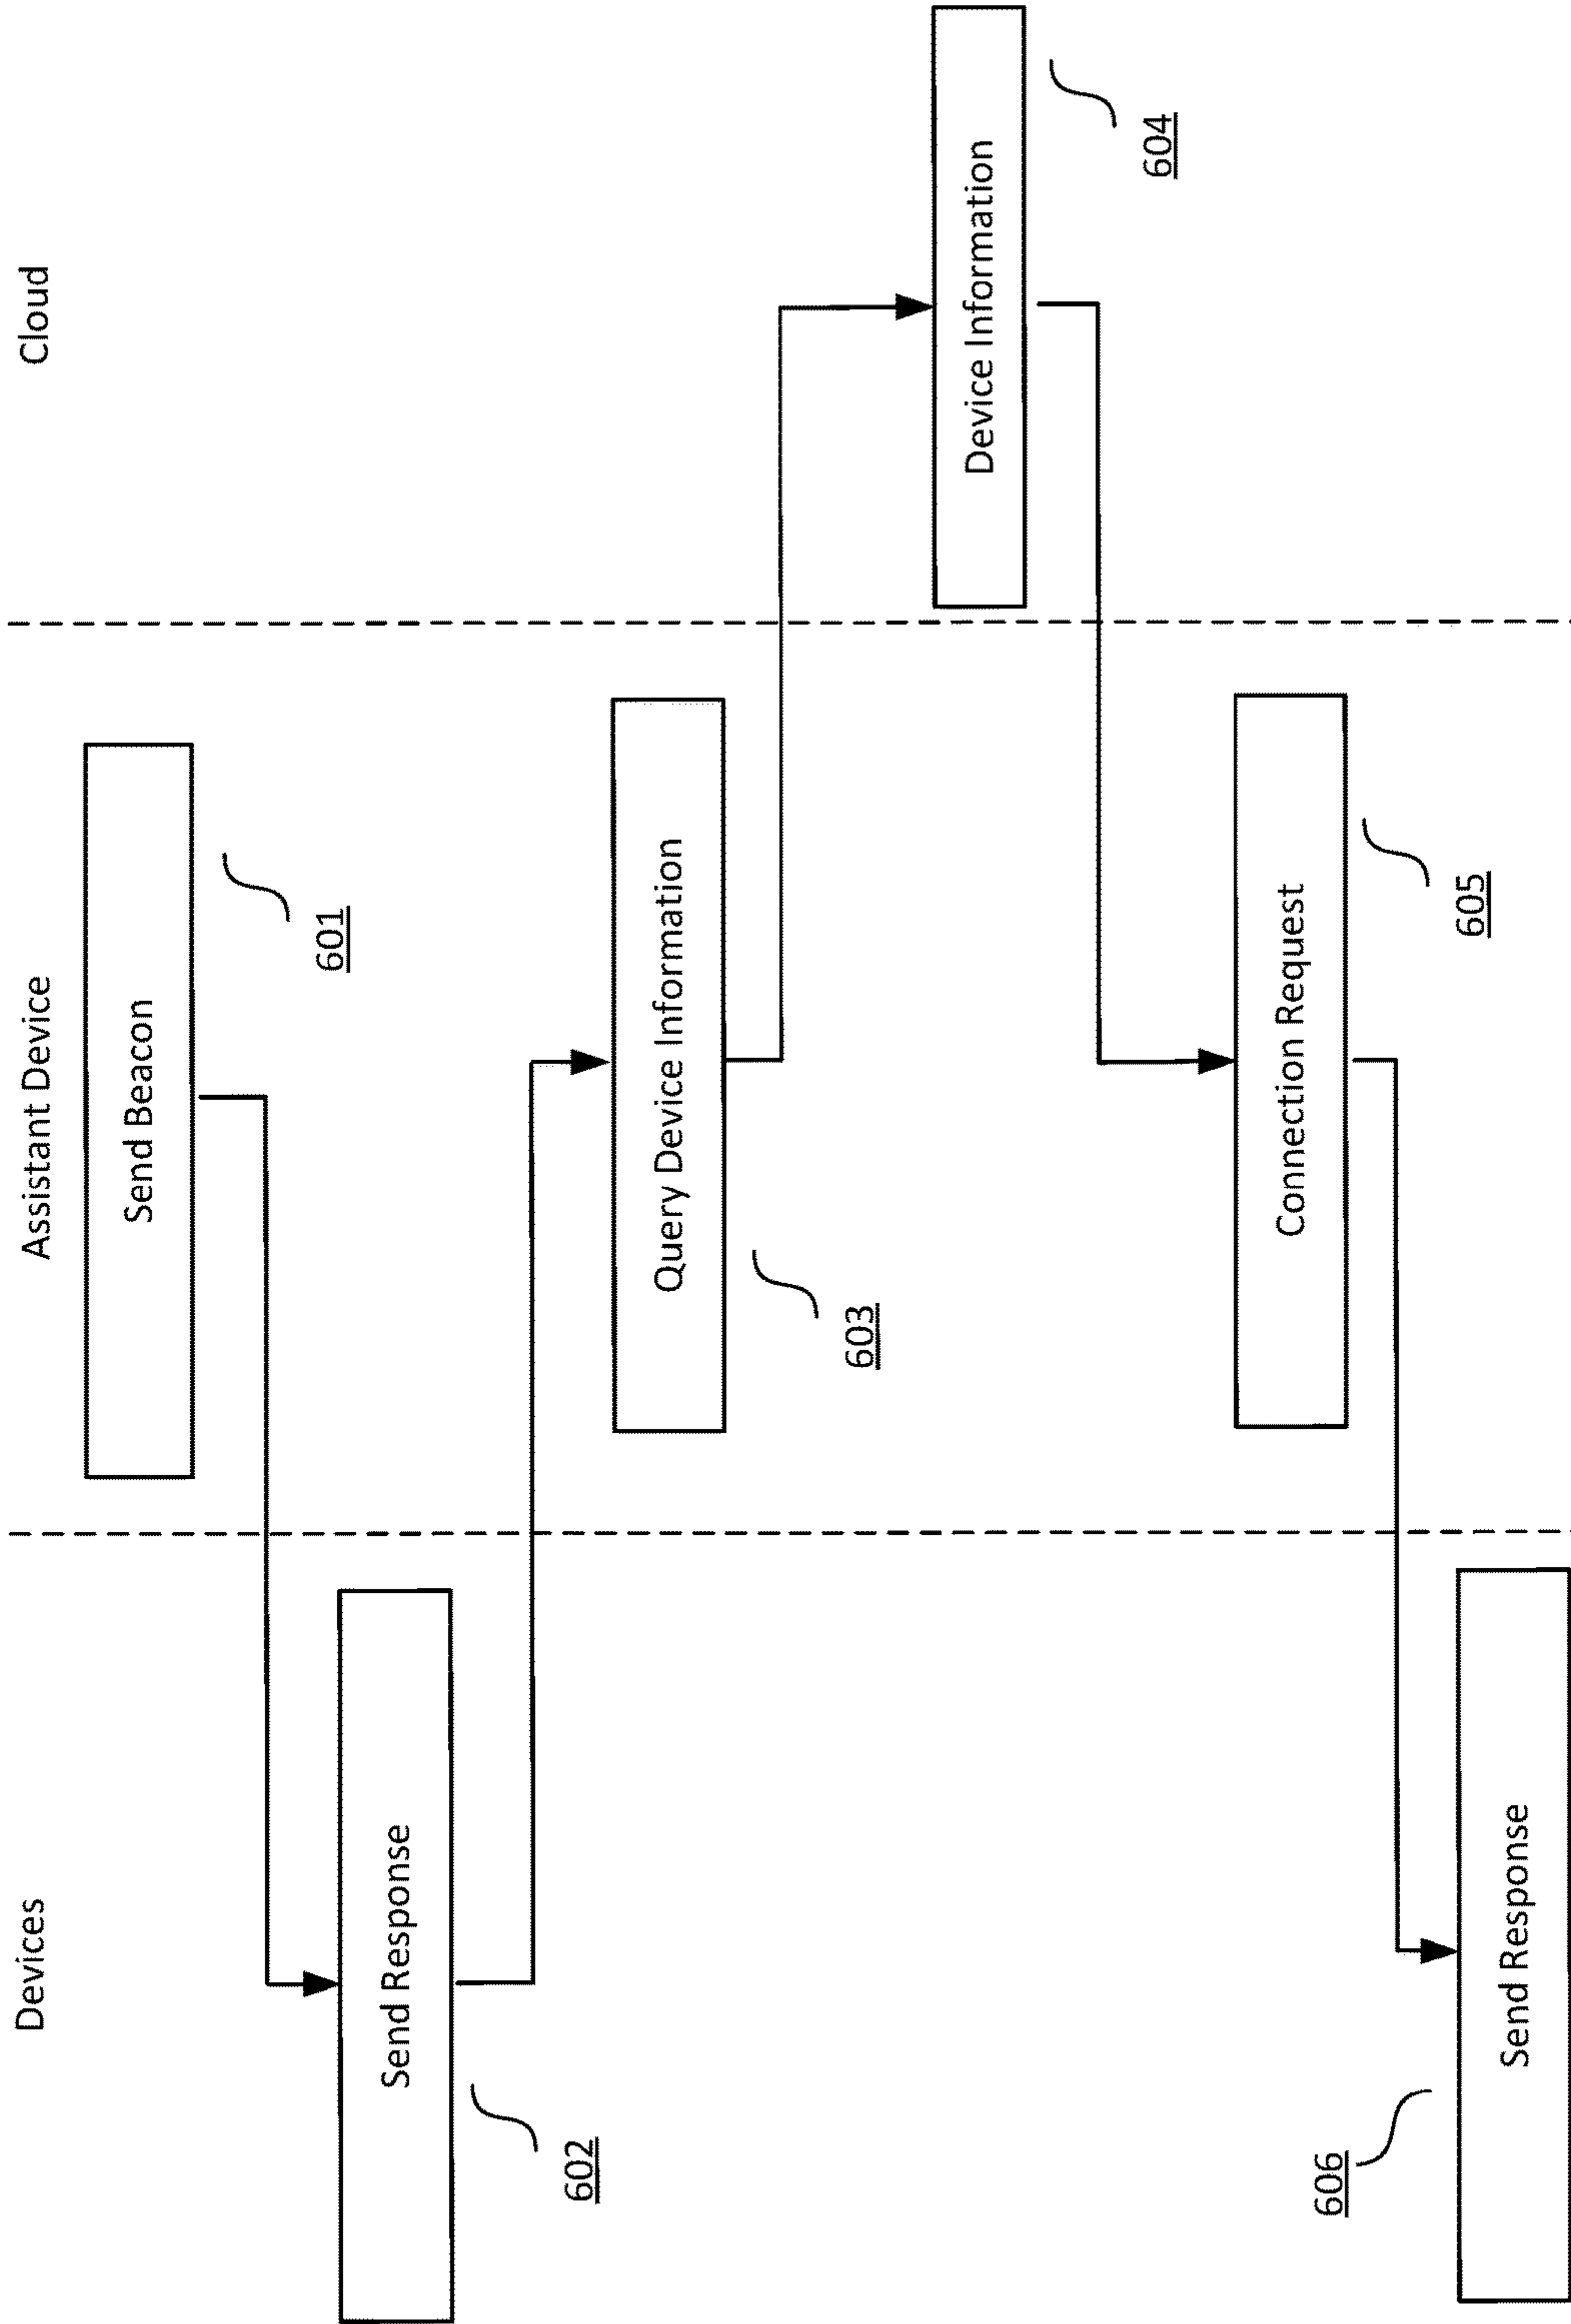 Devices
Assistant Device
Cloud
Send Beacon
601
Send Response
602
Query Device Information
603
Device Information
604
Connection Request
605
Send Response
606